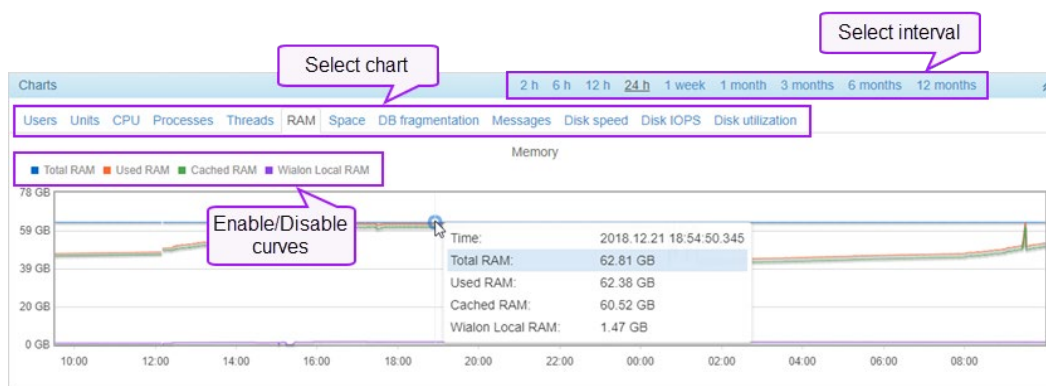 Select interval
Select chart
Charts 2 h 6 h 12 h 24 h 1 week 1 month 3 months 6 months 12 months
Users Units CPU Processes Threads RAM Space DB fragmentation Messages Disk speed Disk IOPS Disk utilization
Memory
Total RAM Used RAM Cached RAM Wialon Local RAM
78 GB
Enable/Disable
curves
59 GB
Time: 2018.12.21 18:54:50.345
Total RAM: 62.81 GB
39 GB
Used RAM: 62.38 GB
Cached RAM: 60.52 GB
20 GB
Wialon Local RAM: 1.47 GB
0 GB
10:00 12:00 14:00 16:00 18:00 20:00 22:00 00:00 02:00 04:00 06:00 08:00